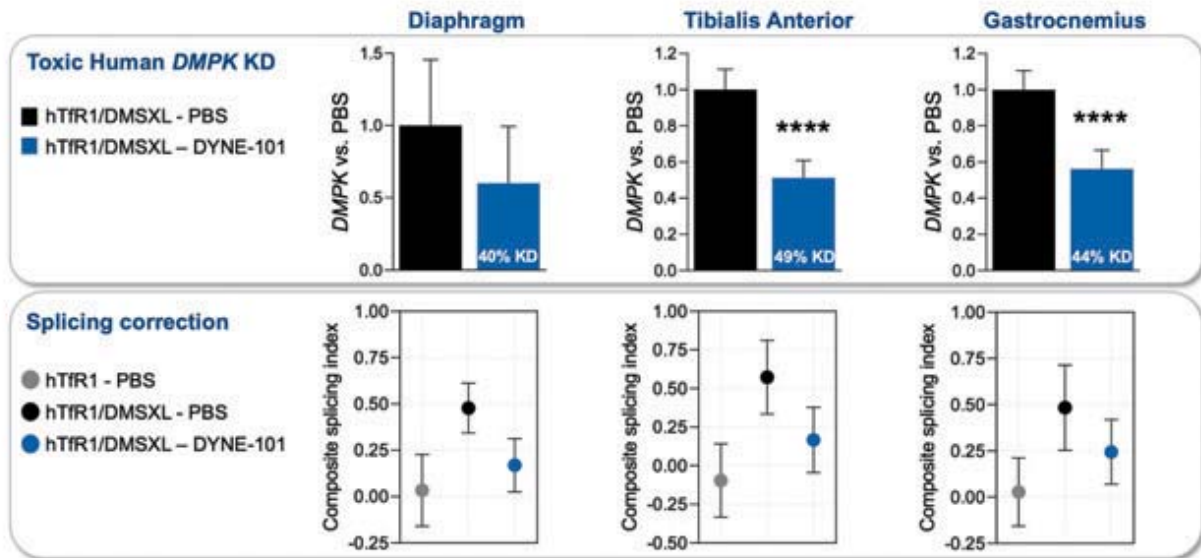 Diaphragm
Tibialis Anterior
Gastrocnemius
Toxic Human DMPK KD
hTfR1/DMSXL - PBS
hTfR1/DMSXL – DYNE-101
DMPK vs. PBS
1.5
1.0
0.5
0.0
40% KD
DMPK vs. PBS
1.2
1.0
0.8
0.6
0.4
0.2
0.0
****
49% KD
DMPK vs. PBS
1.2
1.0
0.8
0.6
0.4
0.2
0.0
****
44% KD
Splicing correction
hTfR1 - PBS
hTfR1/DMSXL - PBS
hTfR1/DMSXL – DYNE-101
Composite splicing index
1.00
0.75
0.50
0.25
0.00
-0.25
Composite splicing index
1.00
0.75
0.50
0.25
0.00
-0.25
-0.50
Composite splicing index
1.00
0.75
0.50
0.25
0.00
-0.25